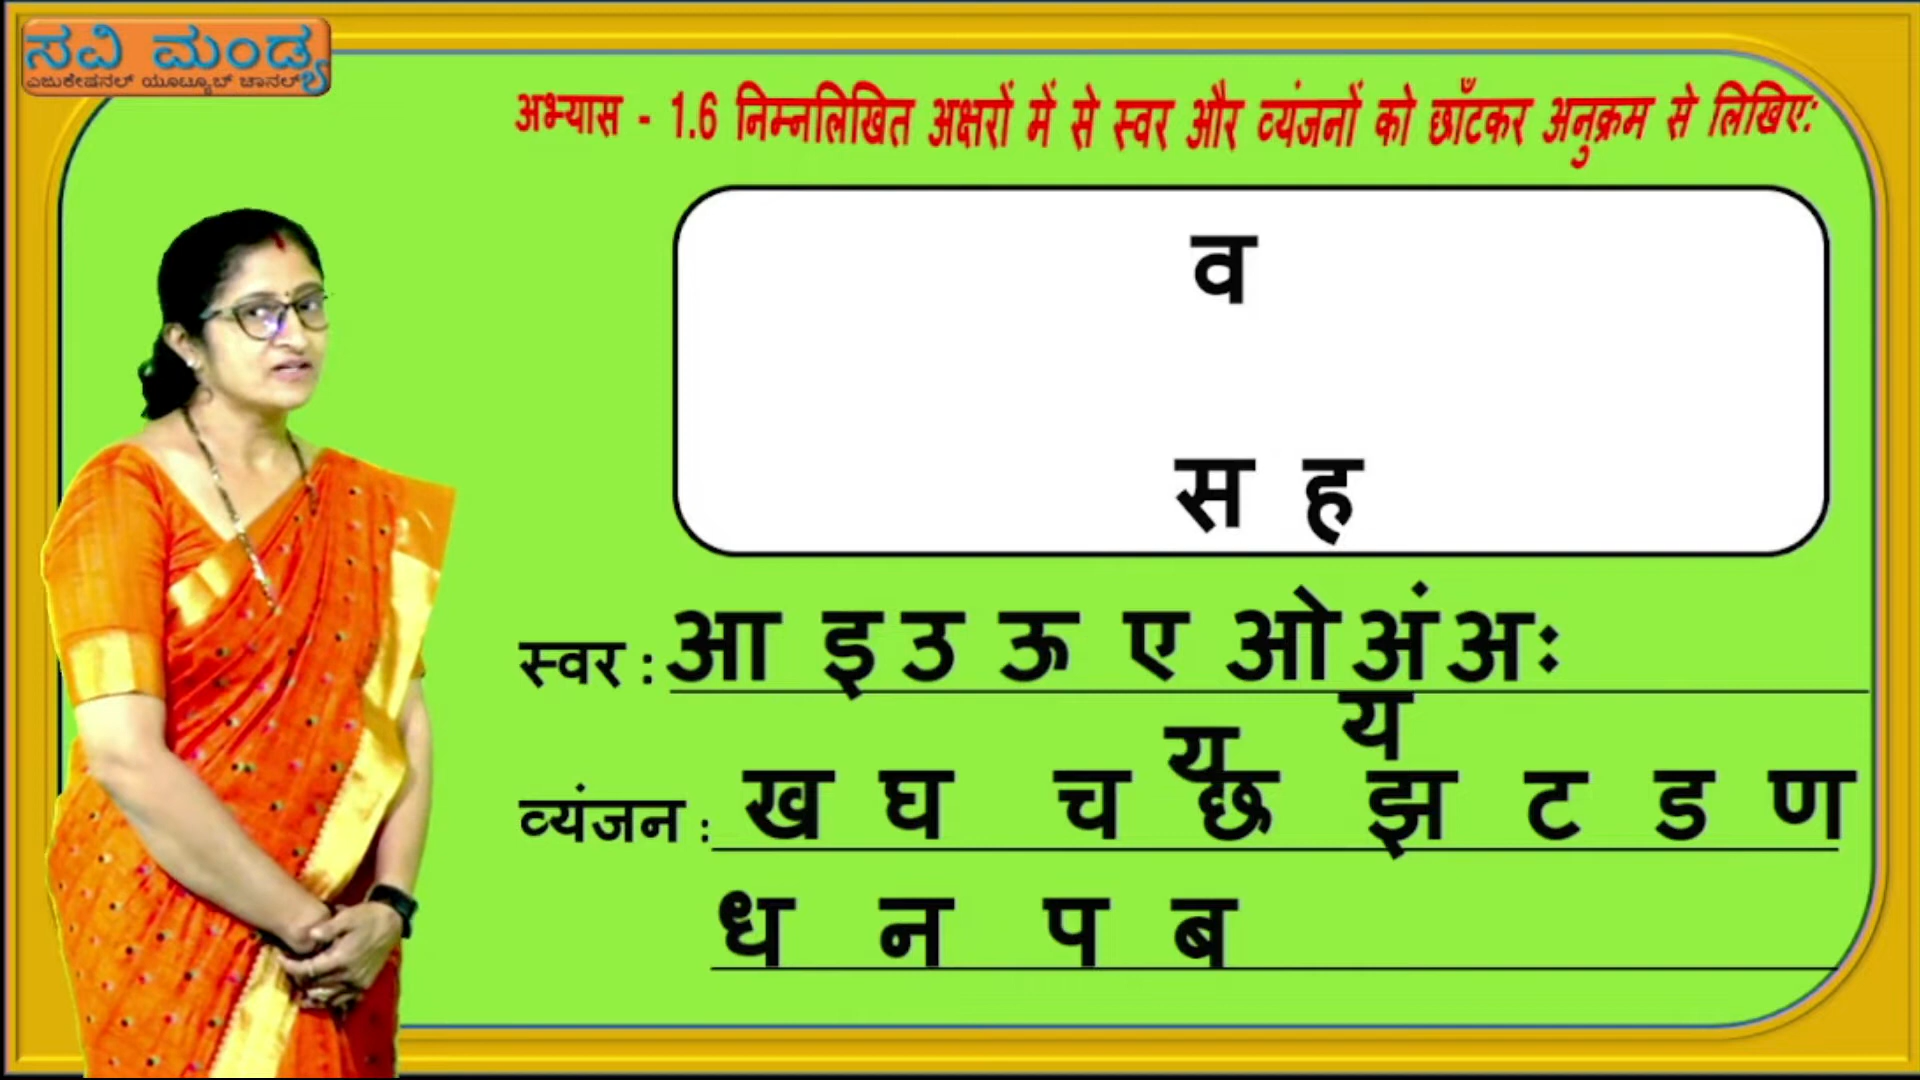 ಸವಿ ಮಂಡ್ಯ
ಎಜುಕೇಷನಲ್ ಯೂಟ್ಯೂಬ್ ಚಾನಲ್
अभ्यास - 1.6 निम्नलिखित अक्षरों में से स्वर और व्यंजनों को छाँटकर अनुक्रम से लिखिए:
व
स ह
स्वर : आ इ उ ऊ ए ओ अं अः
य य
व्यंजन : ख घ च छ झ ट ड ण
ध न प ब